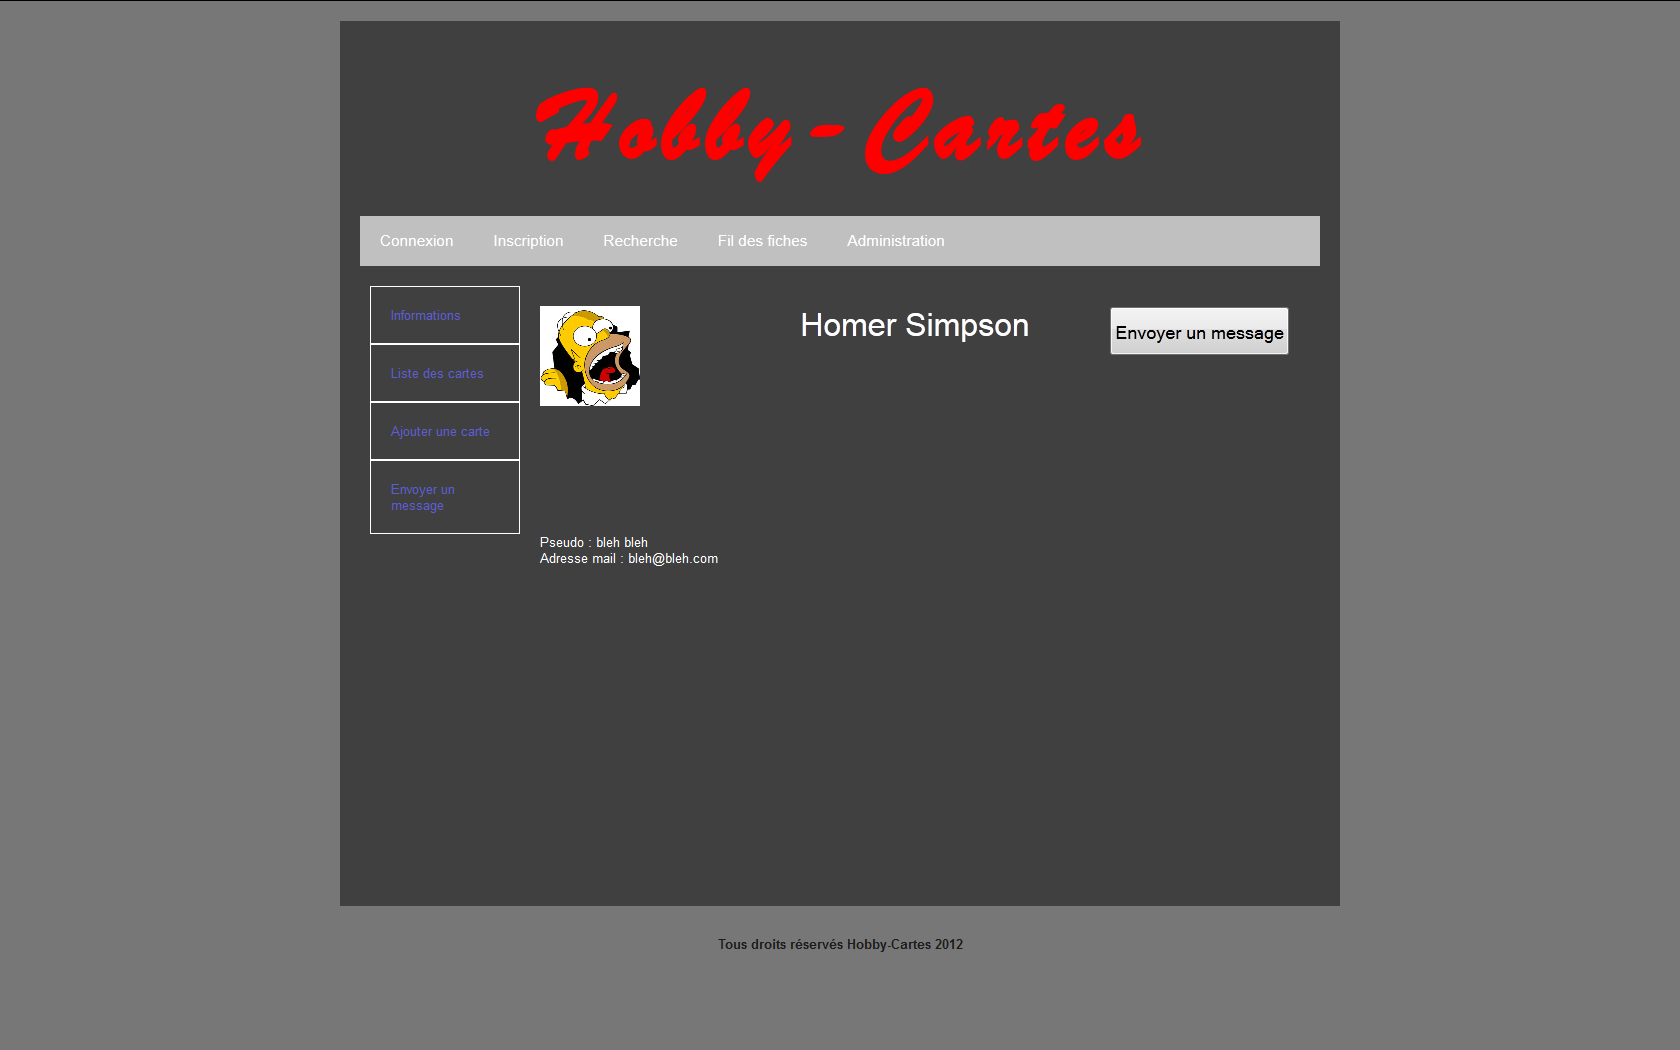 Hobby-Cartes
Connexion Inscription Recherche Fil des fiches Administration
Informations
Liste des cartes
Ajouter une carte
Envoyer un
message
Homer Simpson
Envoyer un message
Pseudo : bleh bleh
Adresse mail : bleh@bleh.com
Tous droits réservés Hobby-Cartes 2012